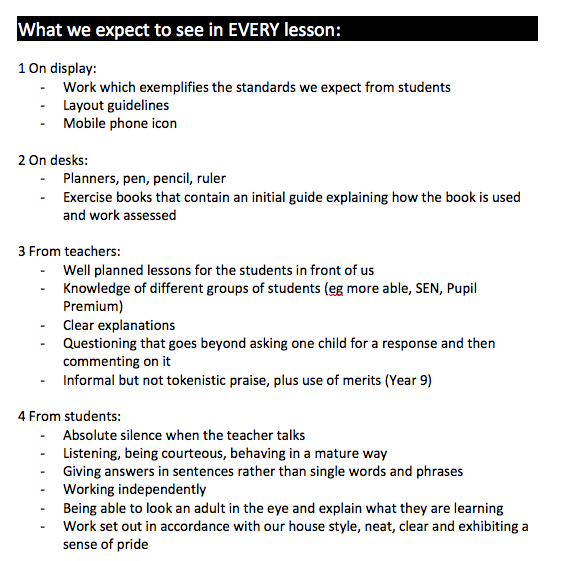 What we expect to see in EVERY lesson:
1 On display:
- Work which exemplifies the standards we expect from students
- Layout guidelines
- Mobile phone icon
2 On desks:
- Planners, pen, pencil, ruler
- Exercise books that contain an initial guide explaining how the book is used
and work assessed
3 From teachers:
- Well planned lessons for the students in front of us
- Knowledge of different groups of students (eg more able, SEN, Pupil
Premium)
- Clear explanations
- Questioning that goes beyond asking one child for a response and then
commenting on it
- Informal but not tokenistic praise, plus use of merits (Year 9)
4 From students:
- Absolute silence when the teacher talks
- Listening, being courteous, behaving in a mature way
- Giving answers in sentences rather than single words and phrases
- Working independently
- Being able to look an adult in the eye and explain what they are learning
- Work set out in accordance with our house style, neat, clear and exhibiting a
sense of pride